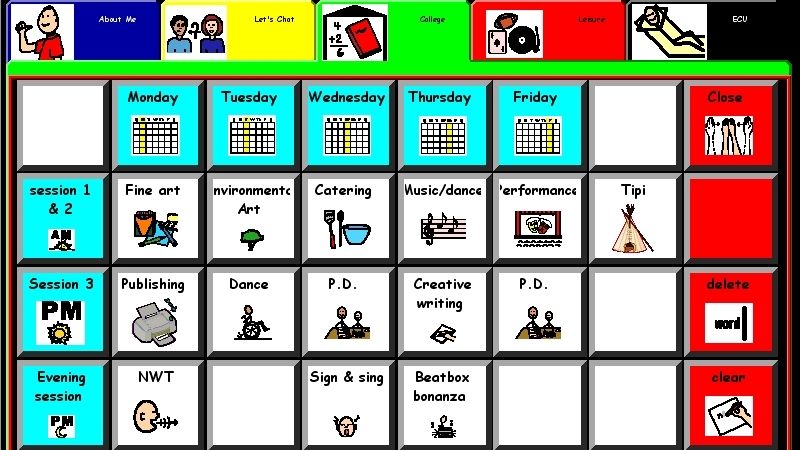 About Me
Let's Chat
4
+2
6
College
Leisure
ECU
Monday
Tuesday
Wednesday
Thursday
Friday
Close
session 1
& 2
AM
Fine art
nvironmenta
Art
Catering
Music/dance
Performance
Tipi
Session 3
PM
Publishing
Dance
P.D.
Creative
writing
P.D.
delete
word
Evening
session
PM
NWT
Sign & sing
Beatbox
bonanza
clear